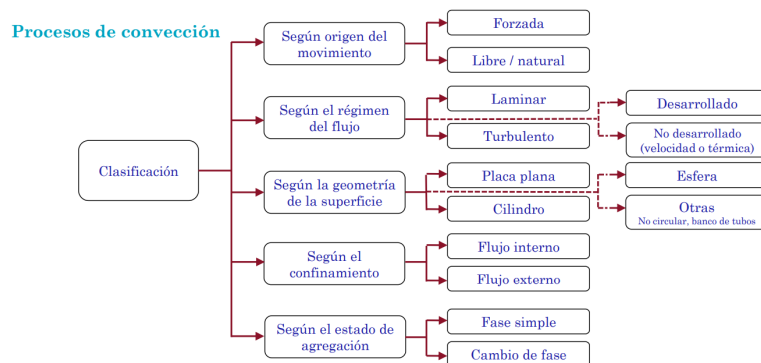 Procesos de convección
Clasificación
Según origen del
movimiento
Forzada
Libre / natural
Según el régimen
del flujo
Laminar
Turbulento
Desarrollado
No desarrollado
(velocidad o térmica)
Según la geometría
de la superficie
Placa plana
Cilindro
Esfera
Otras
No circular, banco de tubos
Según el
confinamiento
Flujo interno
Flujo externo
Según el estado de
agregación
Fase simple
Cambio de fase